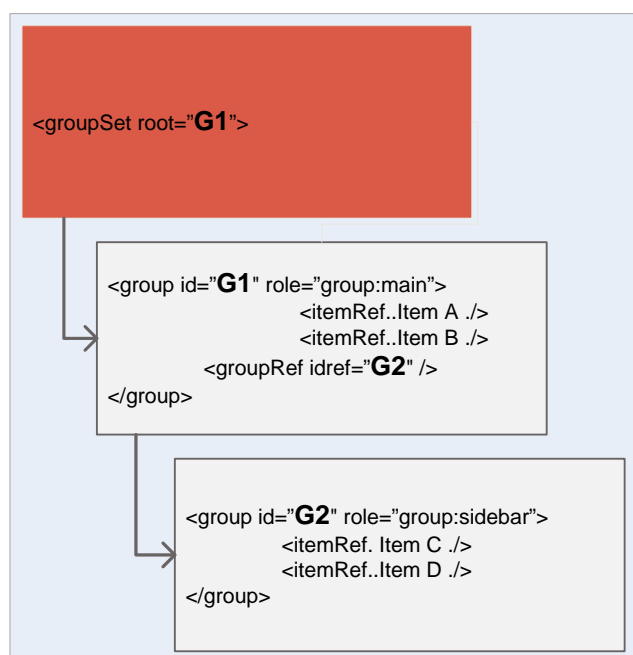 <groupSet root=”G1”>
<group id=”G1" role=”group:main”>
<itemRef..Item A ./>
<itemRef..Item B ./>
<groupRef idref=”G2" />
</group>
<group id=”G2" role=”group:sidebar”>
<itemRef. Item C ./>
<itemRef..Item D ./>
</group>